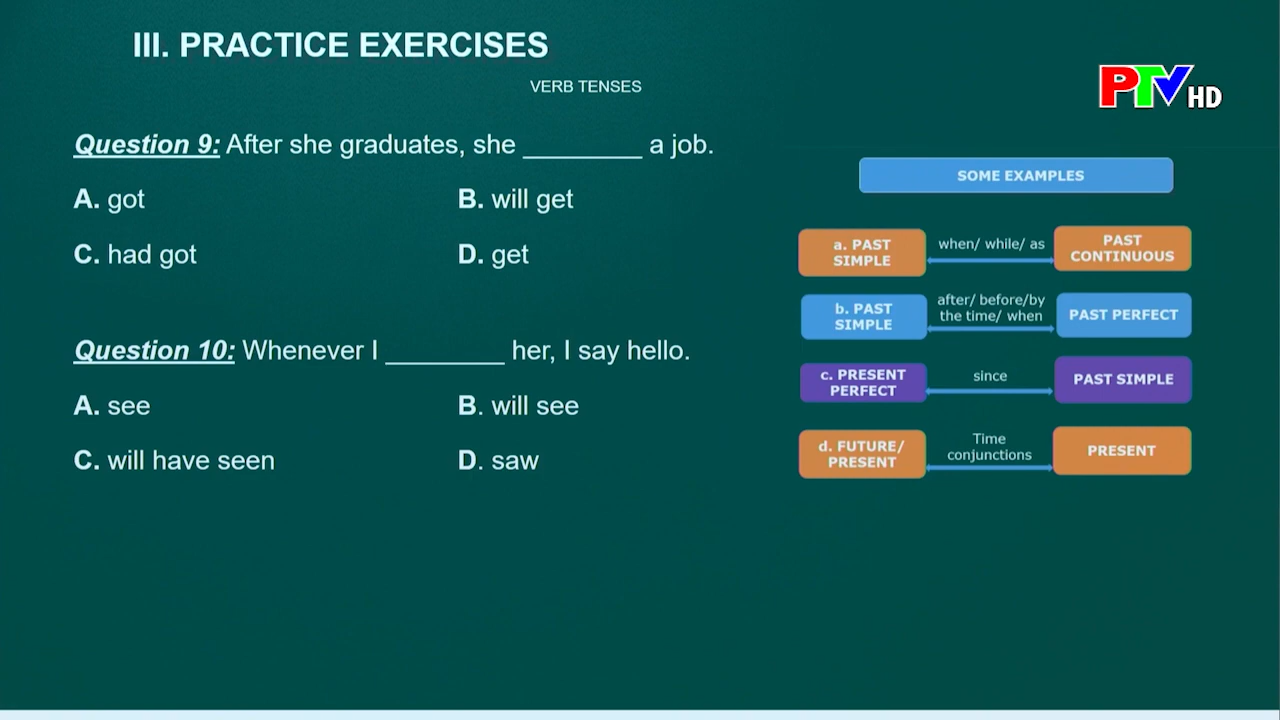 III. PRACTICE EXERCISES
VERB TENSES
PTV HD
Question 9: After she graduates, she ________ a job.
A. got
B. will get
C. had got
D. get
Question 10: Whenever I ________ her, I say hello.
A. see
B. will see
C. will have seen
D. saw
SOME EXAMPLES
a. PAST
SIMPLE
when/ while/ as
PAST
CONTINUOUS
b. PAST
SIMPLE
after/ before/by
the time/ when
PAST PERFECT
c. PRESENT
PERFECT
since
PAST SIMPLE
d. FUTURE/
PRESENT
Time
conjunctions
PRESENT